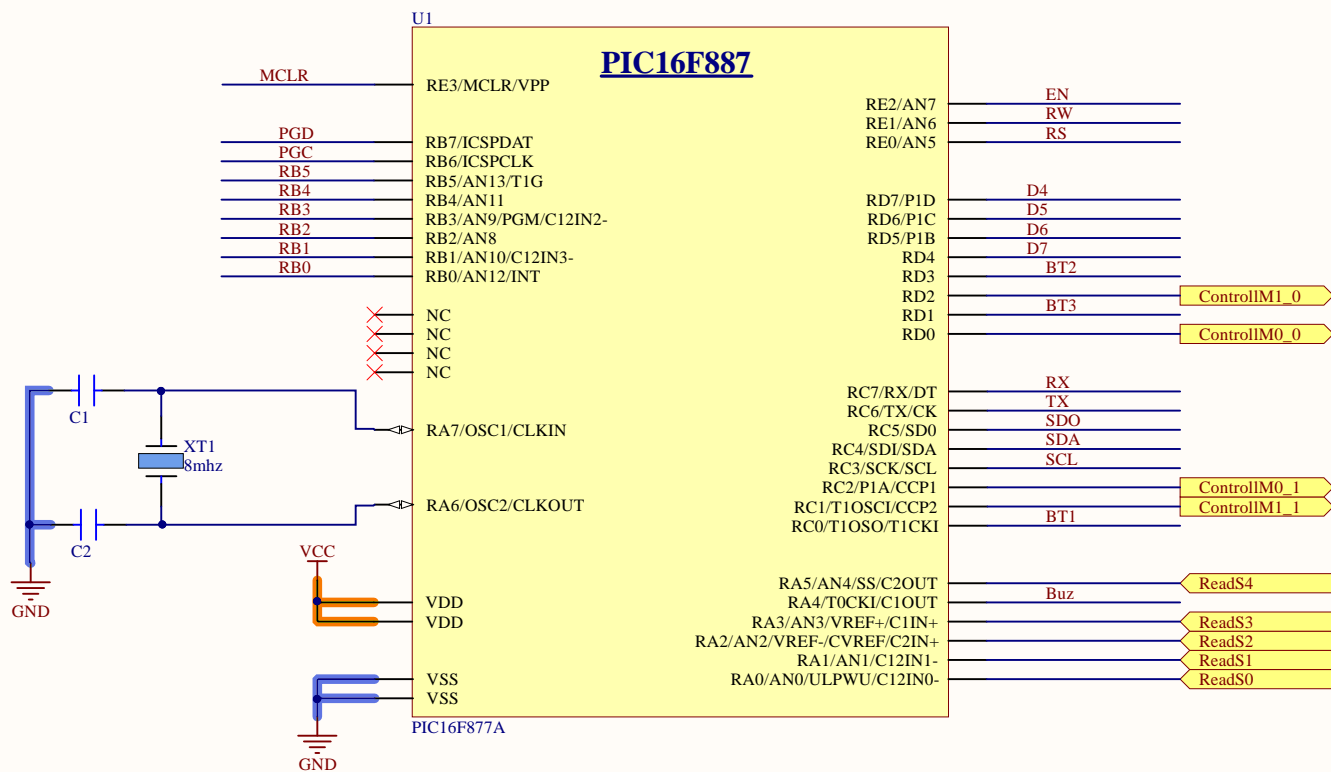 U1
PIC16F887
MCLR
RE3/MCLR/VPP
PGD
RB7/ICSPDAT
PGC
RB6/ICSPCLK
RB5
RB5/AN13/T1G
RB4
RB4/AN11
RB3
RB3/AN9/PGM/C12IN2-
RB2
RB2/AN8
RB1
RB1/AN10/C12IN3-
RB0
RB0/AN12/INT
NC
NC
NC
NC
C1
RA7/OSC1/CLKIN
XT1
8mhz
RA6/OSC2/CLKOUT
C2
GND
VCC
VDD
VDD
VSS
VSS
GND
RE2/AN7
EN
RE1/AN6
RW
RE0/AN5
RS
RD7/P1D
D4
RD6/P1C
D5
RD5/P1B
D6
RD4
D7
RD3
BT2
RD2
ControllM1_0
RD1
BT3
RD0
ControllM0_0
RC7/RX/DT
RX
RC6/TX/CK
TX
RC5/SD0
SDO
RC4/SDI/SDA
SDA
RC3/SCK/SCL
SCL
RC2/P1A/CCP1
ControllM0_1
RC1/T1OSCI/CCP2
ControllM1_1
RC0/T1OSO/T1CKI
BT1
RA5/AN4/SS/C2OUT
ReadS4
RA4/T0CKI/C1OUT
Buz
RA3/AN3/VREF+/C1IN+
ReadS3
RA2/AN2/VREF-/CVREF/C2IN+
ReadS2
RA1/AN1/C12IN1-
ReadS1
RA0/AN0/ULPWU/C12IN0-
ReadS0
PIC16F877A